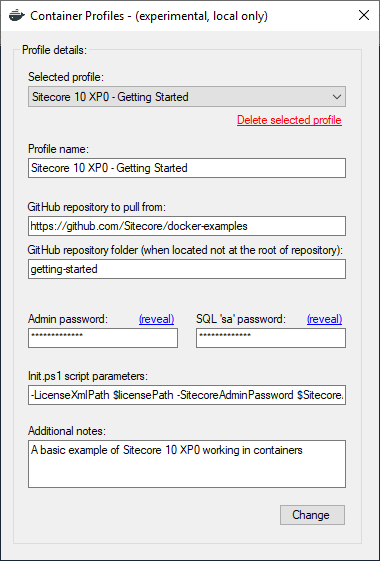 Container Profiles - (experimental, local only)
Profile details:
Selected profile:
Sitecore 10 XP0 - Getting Started
Delete selected profile
Profile name:
Sitecore 10 XP0 - Getting Started
GitHub repository to pull from:
https://github.com/Sitecore/docker-examples
GitHub repository folder (when located not at the root of repository):
getting-started
Admin password: (reveal) SQL 'sa' password: (reveal)
************* *************
Init.ps1 script parameters:
-LicenseXmlPath $licensePath -SitecoreAdminPassword $Sitecore.
Additional notes:
A basic example of Sitecore 10 XP0 working in containers
Change